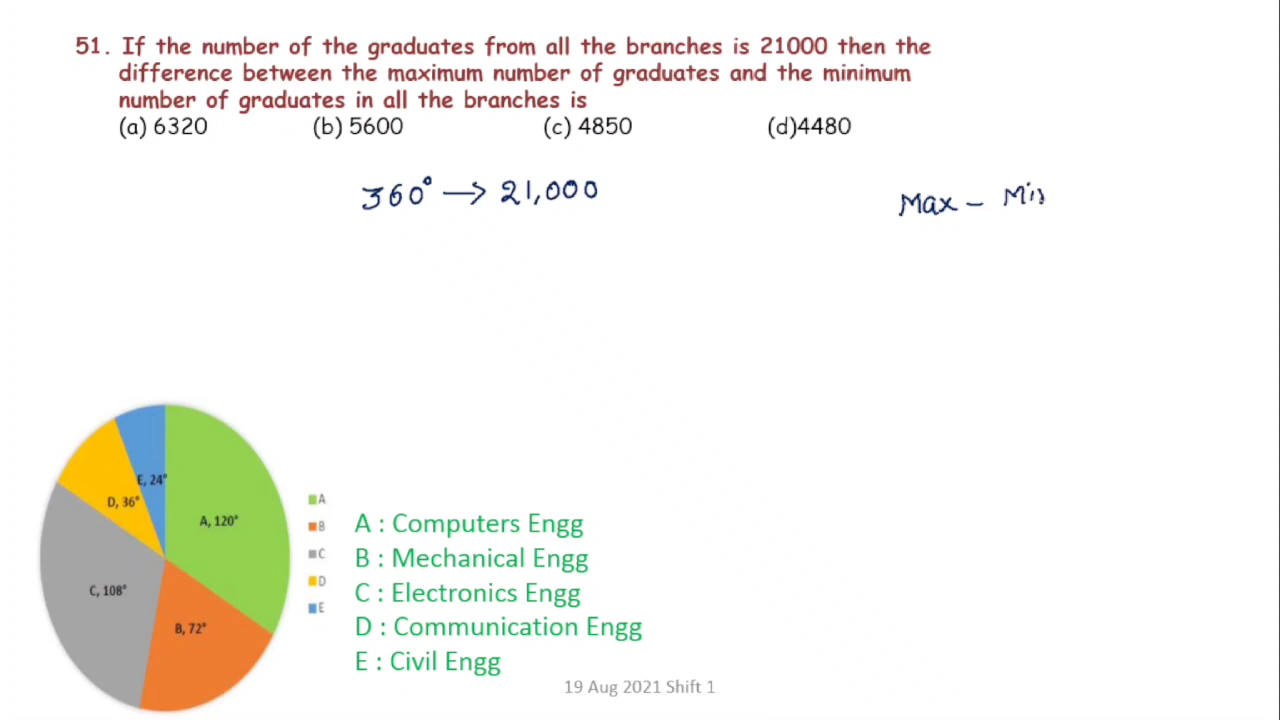 51. If the number of the graduates from all the branches is 21000 then the
difference between the maximum number of graduates and the minimum
number of graduates in all the branches is
(a) 6320 (b) 5600 (c) 4850 (d)4480
360° → 21,000
Max - Min
E, 24°
D, 36°
A, 120°
C, 108°
B, 72°
A
B
C
D
E
A : Computers Engg
B : Mechanical Engg
C : Electronics Engg
D : Communication Engg
E : Civil Engg
19 Aug 2021 Shift 1